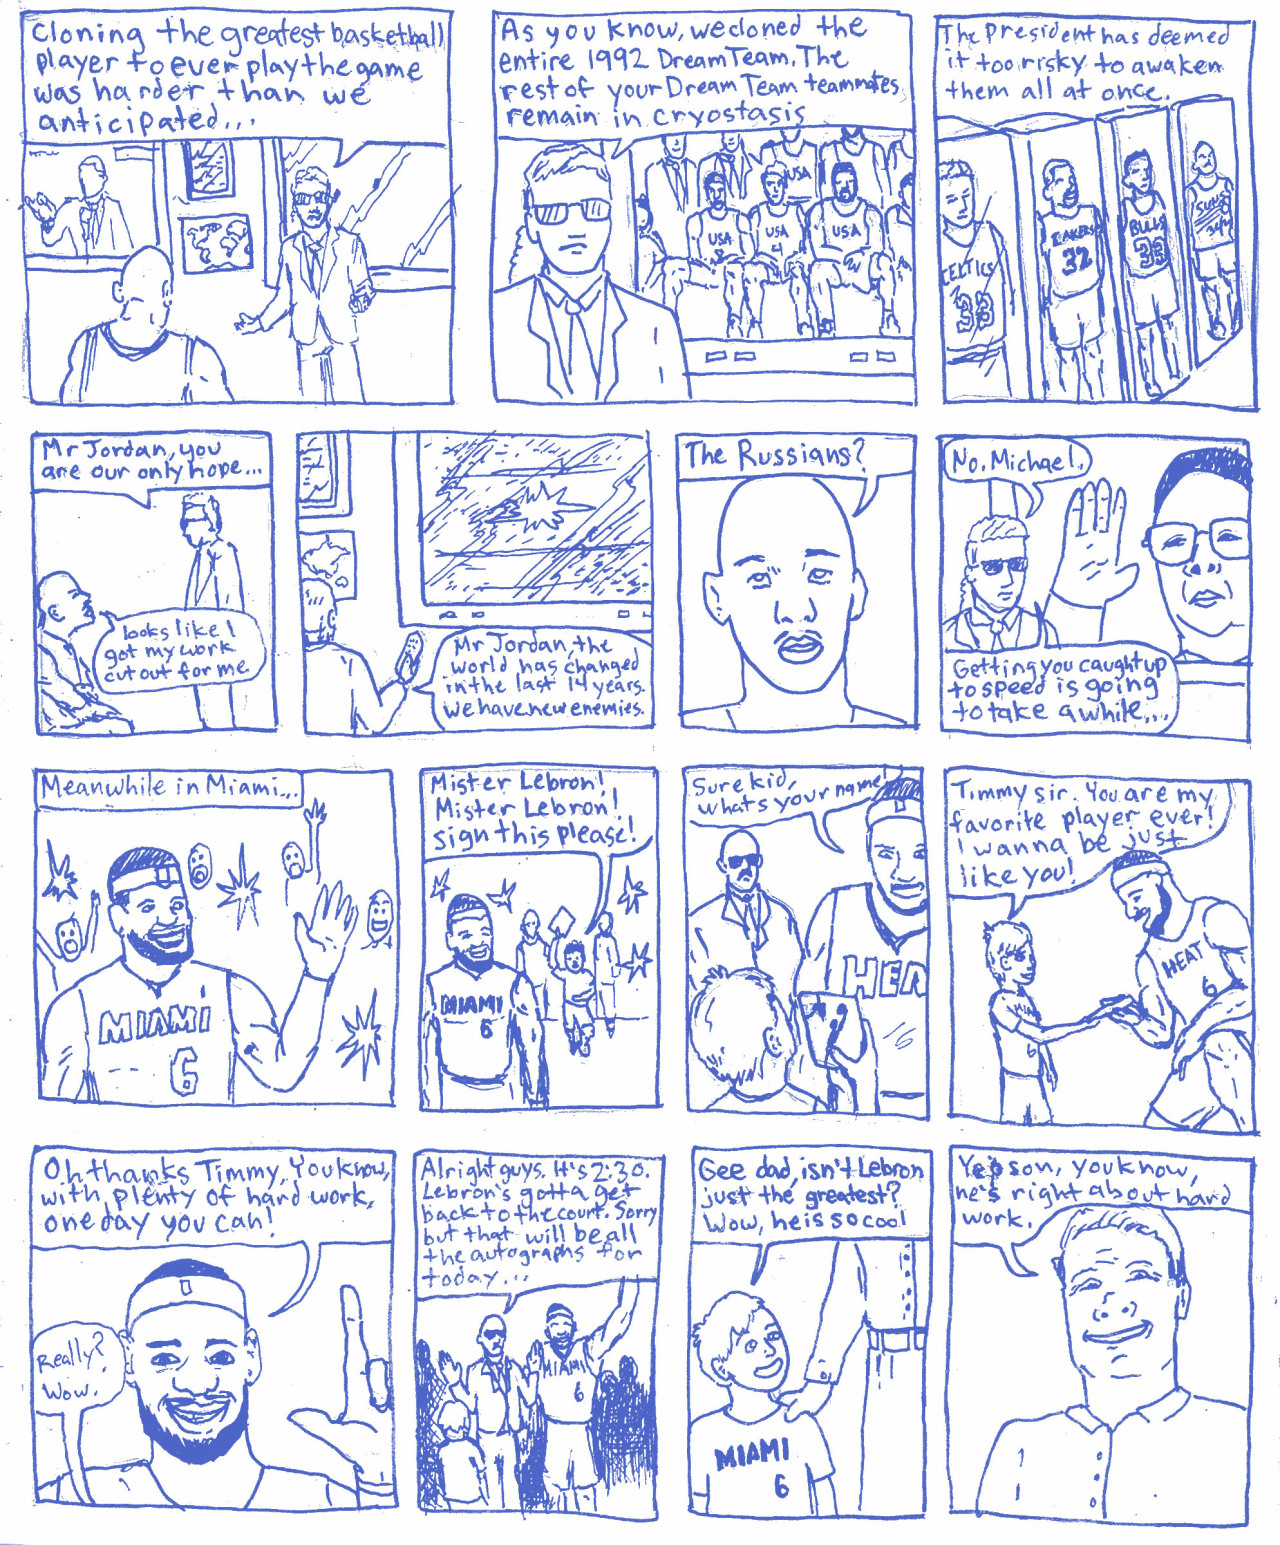 Cloning the greatest basketball
player to ever play the game
was harder than we
anticipated...
As you know, we cloned the
entire 1992 Dream Team. The
rest of your Dream Team teammates
remain in cryostasis
USA
USA
USA
USA
4
The President has deemed
it too risky to awaken
them all at once.
CELTICS
33
LAKERS
32
BULLS
33
SUNS
Mr Jordan, you
are our only hope...
looks like I
got my work
cut out for me
Mr Jordan, the
world has changed
in the last 14 years.
We have new enemies.
The Russians?
No, Michael,
Getting you caught up
to speed is going
to take awhile...
Meanwhile in Miami...
MIAMI
6
Mister Lebron!
Mister Lebron!
sign this please!
MIAMI
6
Sure kid,
whats your name!
HEA
Timmy sir. You are my
favorite player ever!
I wanna be just
like you!
HEAT
6
6
Oh thanks Timmy, You know,
with plenty of hard work,
one day you can!
Really?
Wow.
Alright guys. It's 2:30.
Lebron's gotta get
back to the court. Sorry
but that will be all
the autographs for
today...
MIAMI
6
Gee dad, isn't Lebron
just the greatest?
Wow, he is so cool
MIAMI
6
Yep son, you know,
he's right about hard
work.